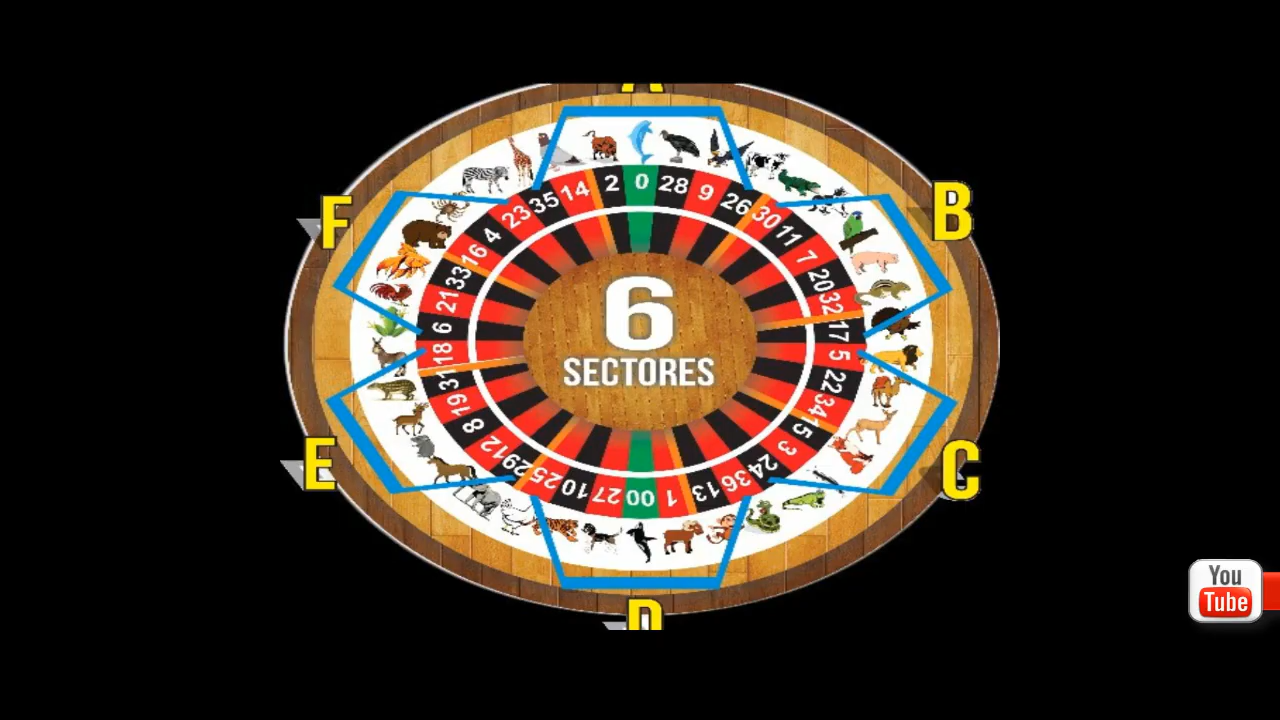 A
F
B
35 14 2 0 28 9 26
23 30
4 11
16 7
33 20
21 32
6 17
18 5
31 22
19 34
8 15
12 3
29 24
25 10 27 00 1 13 36
6
SECTORES
E
C
D
You
Tube